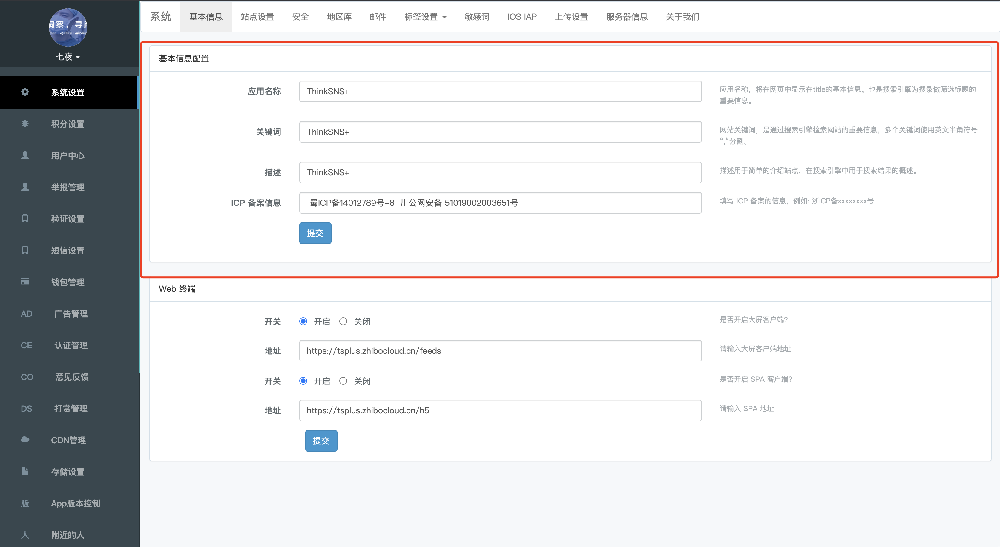 洞察，寻路
七夜
系统设置
积分设置
用户中心
举报管理
验证设置
短信设置
钱包管理
AD 广告管理
CE 认证管理
CO 意见反馈
DS 打赏管理
CDN管理
存储设置
版 App版本控制
人 附近的人
系统 基本信息 站点设置 安全 地区库 邮件 标签设置 敏感词 IOS IAP 上传设置 服务器信息 关于我们
基本信息配置
应用名称 ThinkSNS+ 应用名称，将在网页中显示在title的基本信息。也是搜索引擎为搜录做筛选标题的
重要信息。
关键词 ThinkSNS+ 网站关键词，是通过搜索引擎检索网站的重要信息，多个关键词使用英文半角符号
“,”分割。
描述 ThinkSNS+ 描述用于简单的介绍站点，在搜索引擎中用于搜索结果的概述。
ICP 备案信息 蜀ICP备14012789号-8 川公网安备 51019002003651号 填写 ICP 备案的信息，例如: 浙ICP备xxxxxxxx号
提交
Web 终端
开关 开启 关闭 是否开启大屏客户端?
地址 https://tsplus.zhibocloud.cn/feeds 请输入大屏客户端地址
开关 开启 关闭 是否开启 SPA 客户端?
地址 https://tsplus.zhibocloud.cn/h5 请输入 SPA 地址
提交